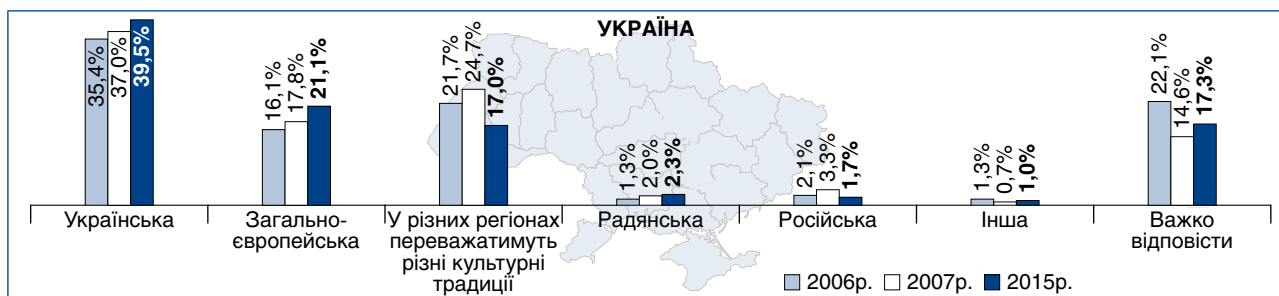 УКРАЇНА
35,4%
37,0%
39,5%
16,1%
17,8%
21,1%
21,7%
24,7%
17,0%
1,3%
2,0%
2,3%
2,1%
3,3%
1,7%
1,3%
0,7%
1,0%
22,1%
14,6%
17,3%
Українська
Загально-
європейська
У різних регіонах
переважатимуть
різні культурні
традиції
Радянська
Російська
Інша
Важко
відповісти
2006р.
2007р.
2015р.